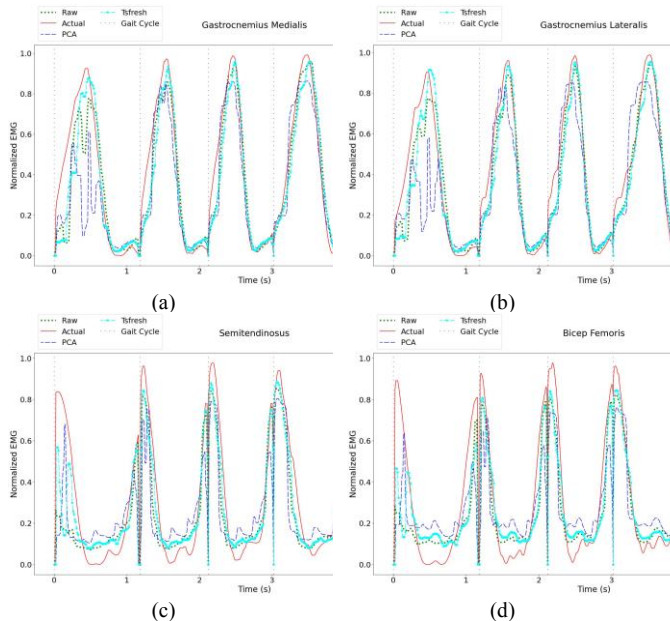 Raw Tsfresh
Actual Gait Cycle
PCA
Gastrocnemius Medialis
Normalized EMG
1.0
0.8
0.6
0.4
0.2
0.0
0 1 2 3
Time (s)
(a)
Raw Tsfresh
Actual Gait Cycle
PCA
Gastrocnemius Lateralis
Normalized EMG
1.0
0.8
0.6
0.4
0.2
0.0
0 1 2 3
Time (s)
(b)
Raw Tsfresh
Actual Gait Cycle
PCA
Semitendinosus
Normalized EMG
1.0
0.8
0.6
0.4
0.2
0.0
0 1 2 3
Time (s)
(c)
Raw Tsfresh
Actual Gait Cycle
PCA
Bicep Femoris
Normalized EMG
1.0
0.8
0.6
0.4
0.2
0.0
0 1 2 3
Time (s)
(d)